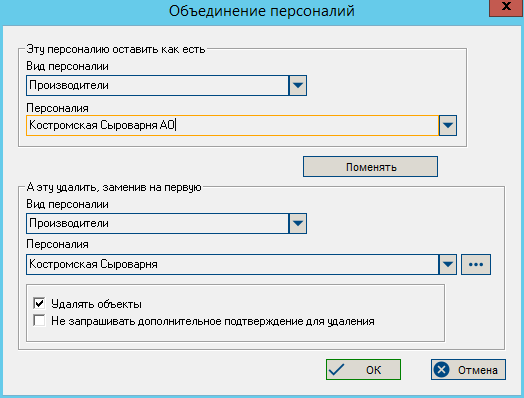 Объединение персоналий
Эту персоналию оставить как есть
Вид персоналии
Производители
Персоналия
Костромская Сыроварня АО
Поменять
А эту удалить, заменив на первую
Вид персоналии
Производители
Персоналия
Костромская Сыроварня
Удалять объекты
Не запрашивать дополнительное подтверждение для удаления
ОК
Отмена